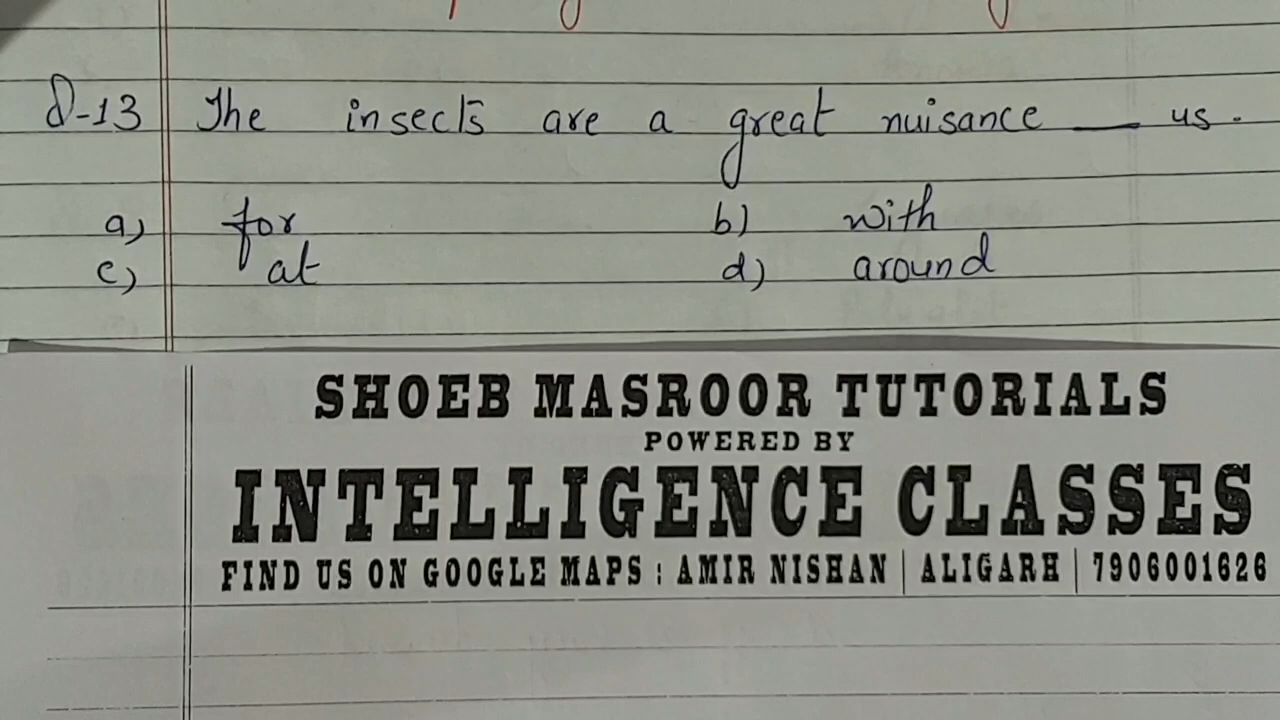 Q-13 The insects are a great nuisance ___ us.
a) for b) with
c) at d) around
SHOEB MASROOR TUTORIALS
POWERED BY
INTELLIGENCE CLASSES
FIND US ON GOOGLE MAPS : AMIR NISHAN | ALIGARH | 7906001626